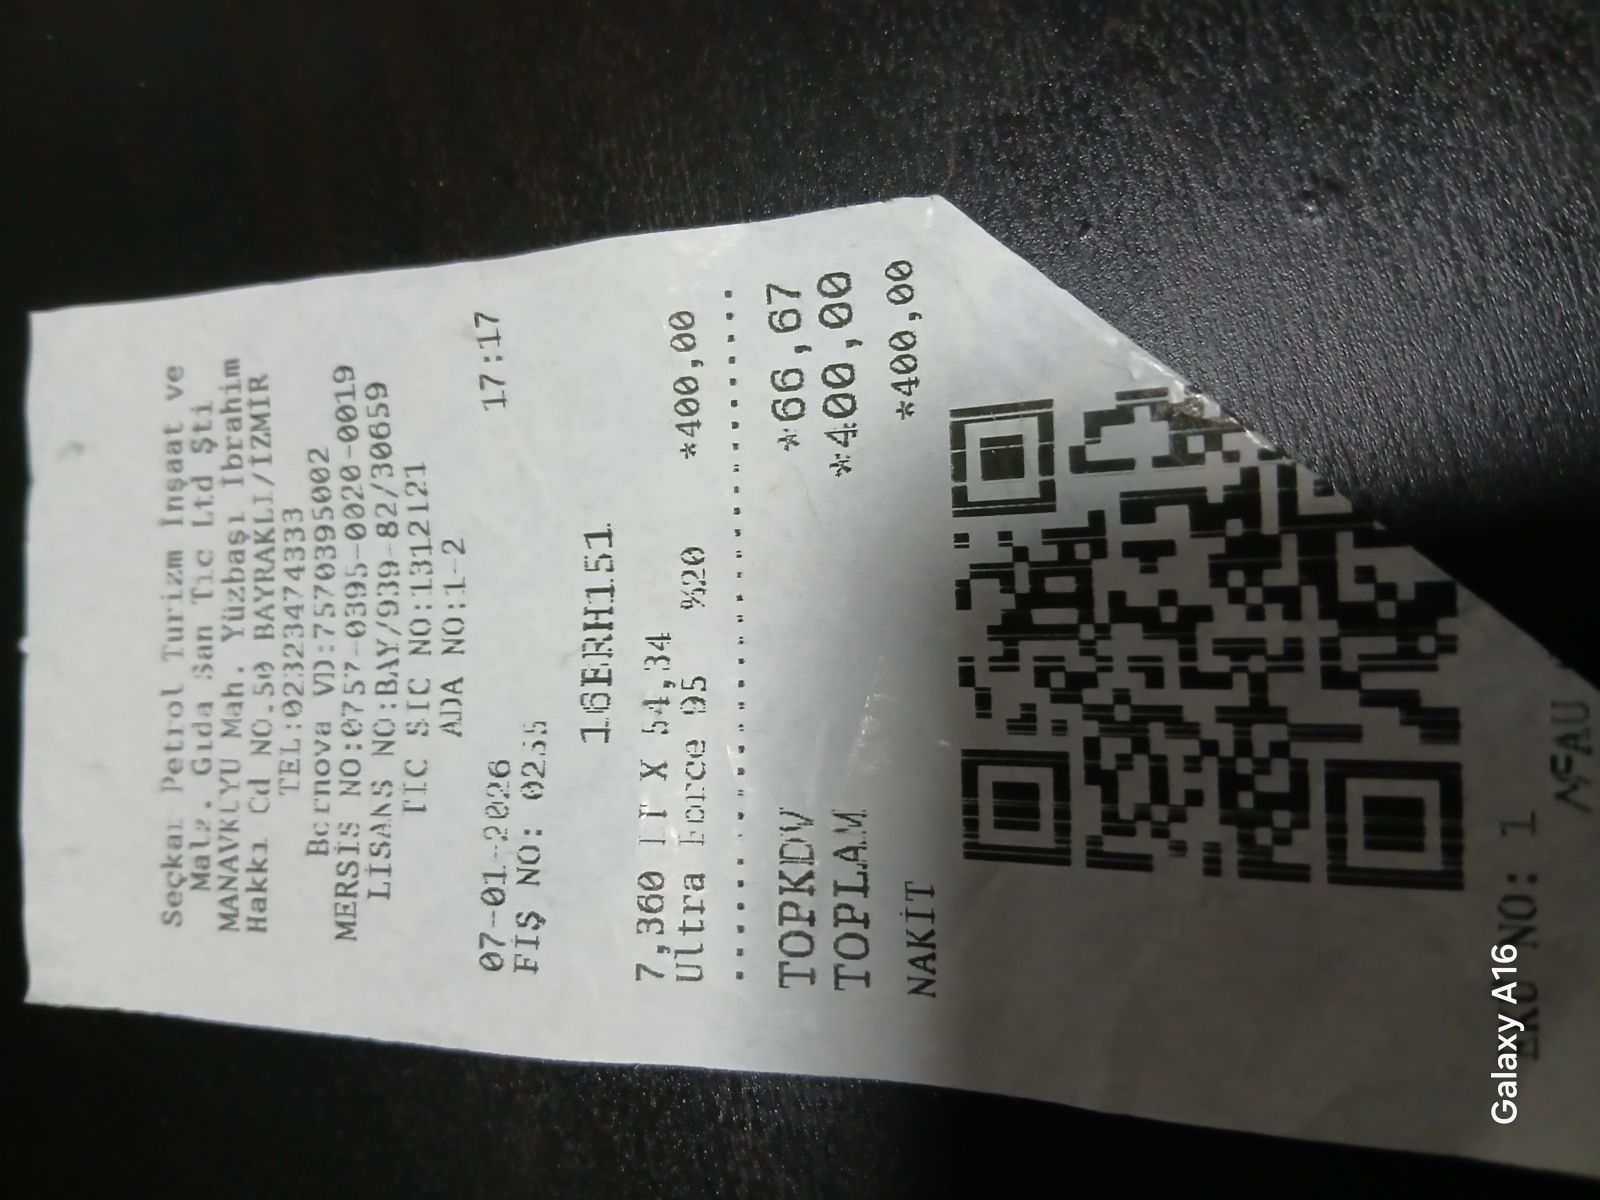 Seçkar Petrol Turizm İnşaat ve
Malz. Gıda San Tic Ltd Şti
MANAVKUYU Mah. Yüzbaşı İbrahim
Hakkı Cd NO.50 BAYRAKLI/İZMİR
TEL:02323474333
Bornova VD:7570395002
MERSİS NO:0757-0395-0020-0019
LİSANS NO:BAY/939-82/30659
TİC SİC NO:1312121
ADA NO:1-2
07-01-2026 17:17
FİŞ NO: 0255
16ERH151
7,360 LT X 54,34
Ultra Force 95 %20 *400,00
TOPKDV *66,67
TOPLAM *400,00
NAKİT *400,00
EKÜ NO: 1
Galaxy A16